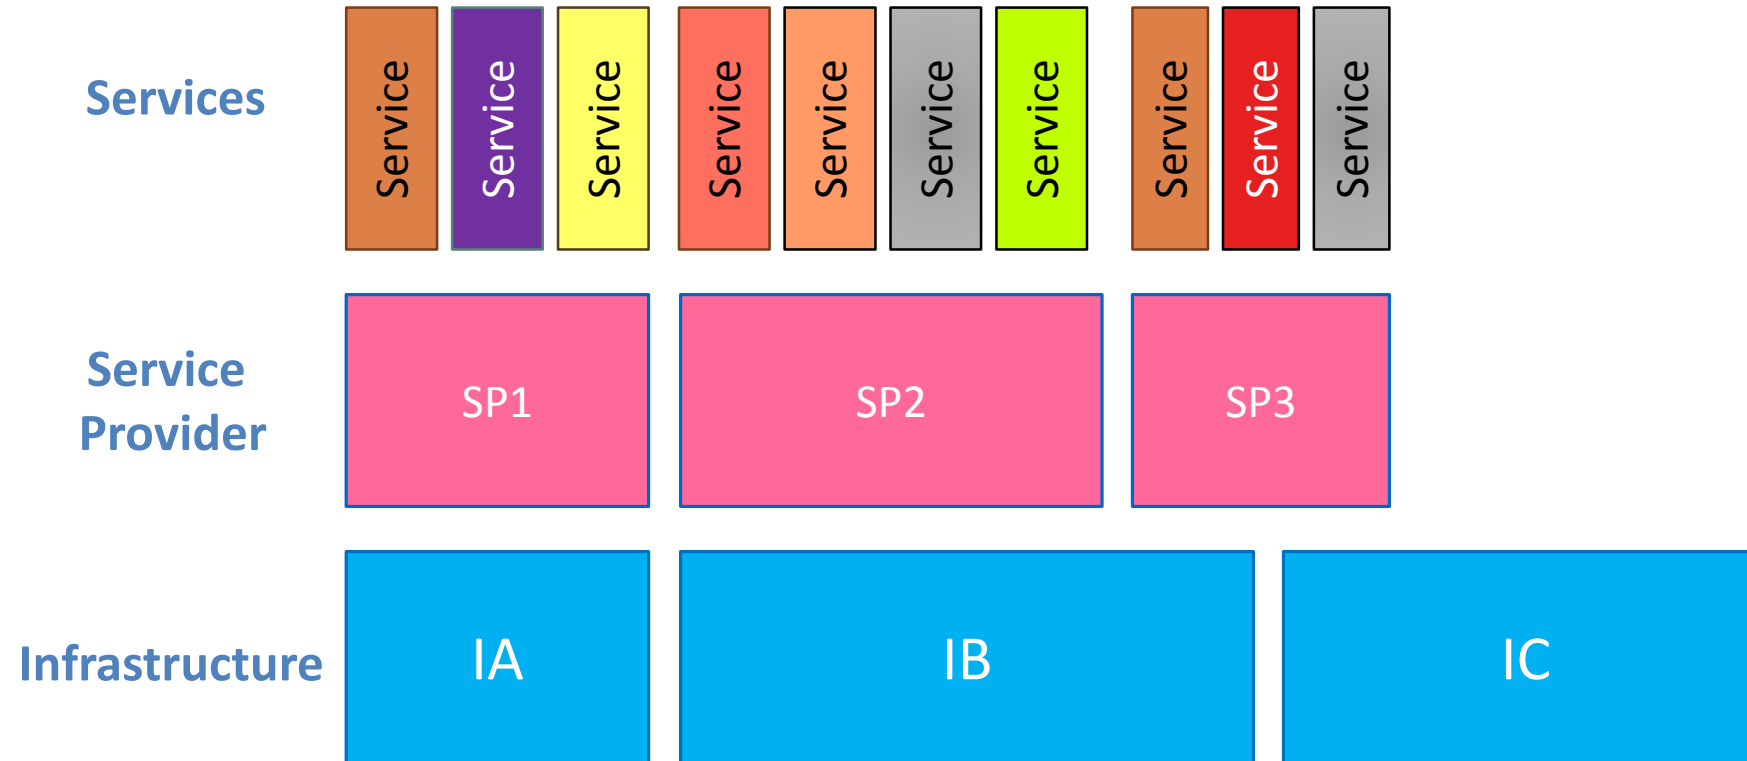 Services
Service
Service
Service
Service
Service
Service
Service
Service
Service
Service
Service
Provider
SP1
SP2
SP3
Infrastructure
IA
IB
IC